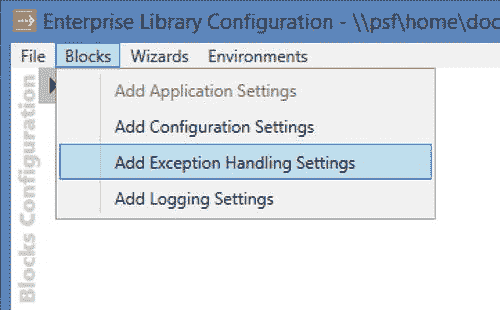 Enterprise Library Configuration - \\psf\home\doc
File Blocks Wizards Environments
Add Application Settings
Add Configuration Settings
Add Exception Handling Settings
Add Logging Settings
Blocks Configuration